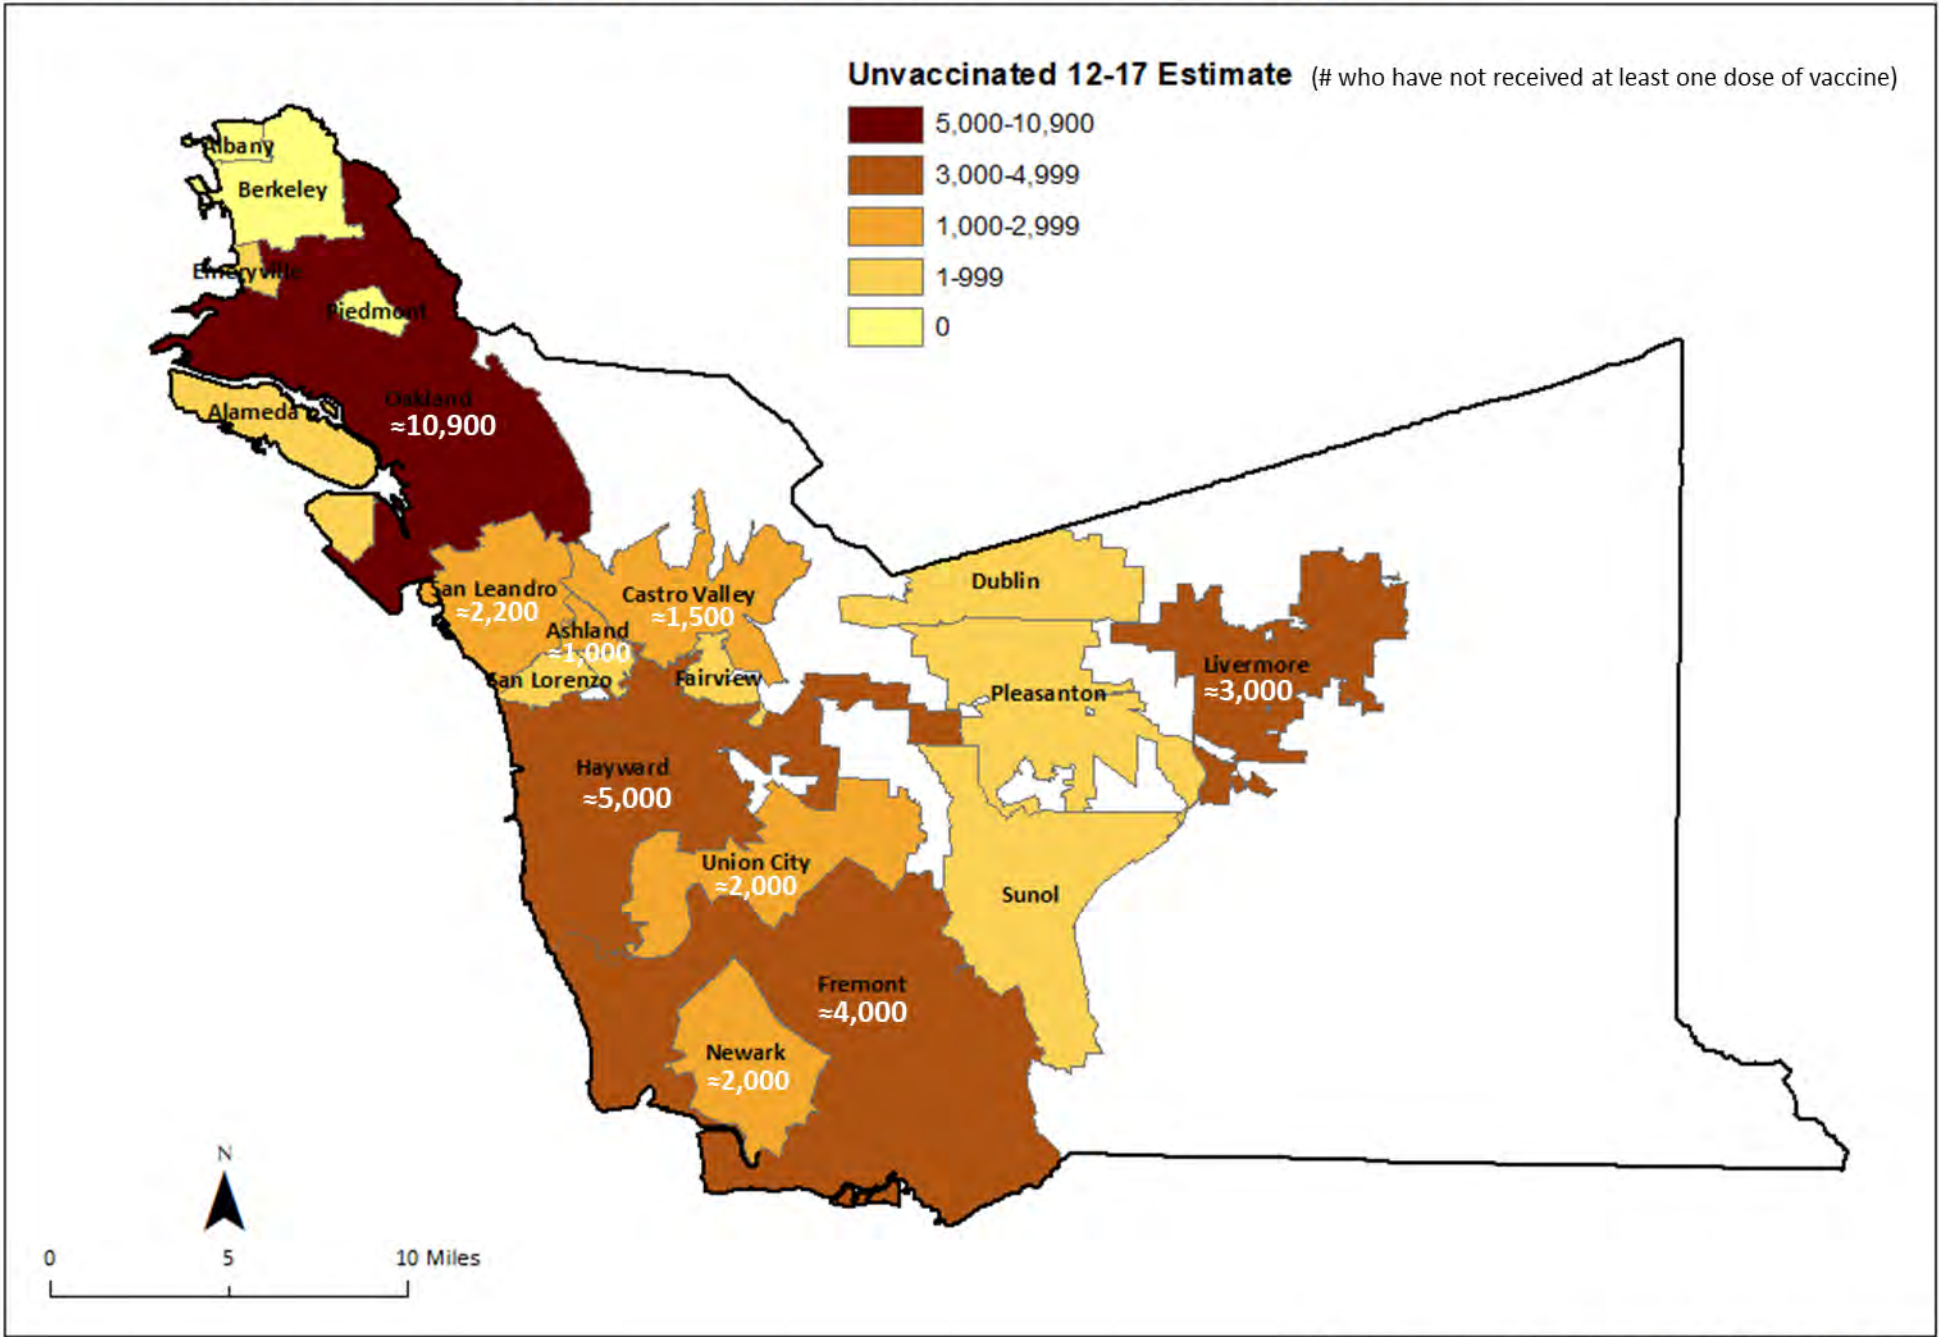 Unvaccinated 12-17 Estimate (# who have not received at least one dose of vaccine)
5,000-10,900
3,000-4,999
1,000-2,999
1-999
0
Albany
Berkeley
Emeryville
Piedmont
Oakland
≈10,900
Alameda
San Leandro
≈2,200
Castro Valley
≈1,500
Ashland
≈1,000
San Lorenzo
Fairview
Dublin
Pleasanton
Livermore
≈3,000
Hayward
≈5,000
Union City
≈2,000
Sunol
Fremont
≈4,000
Newark
≈2,000
N
0 5 10 Miles